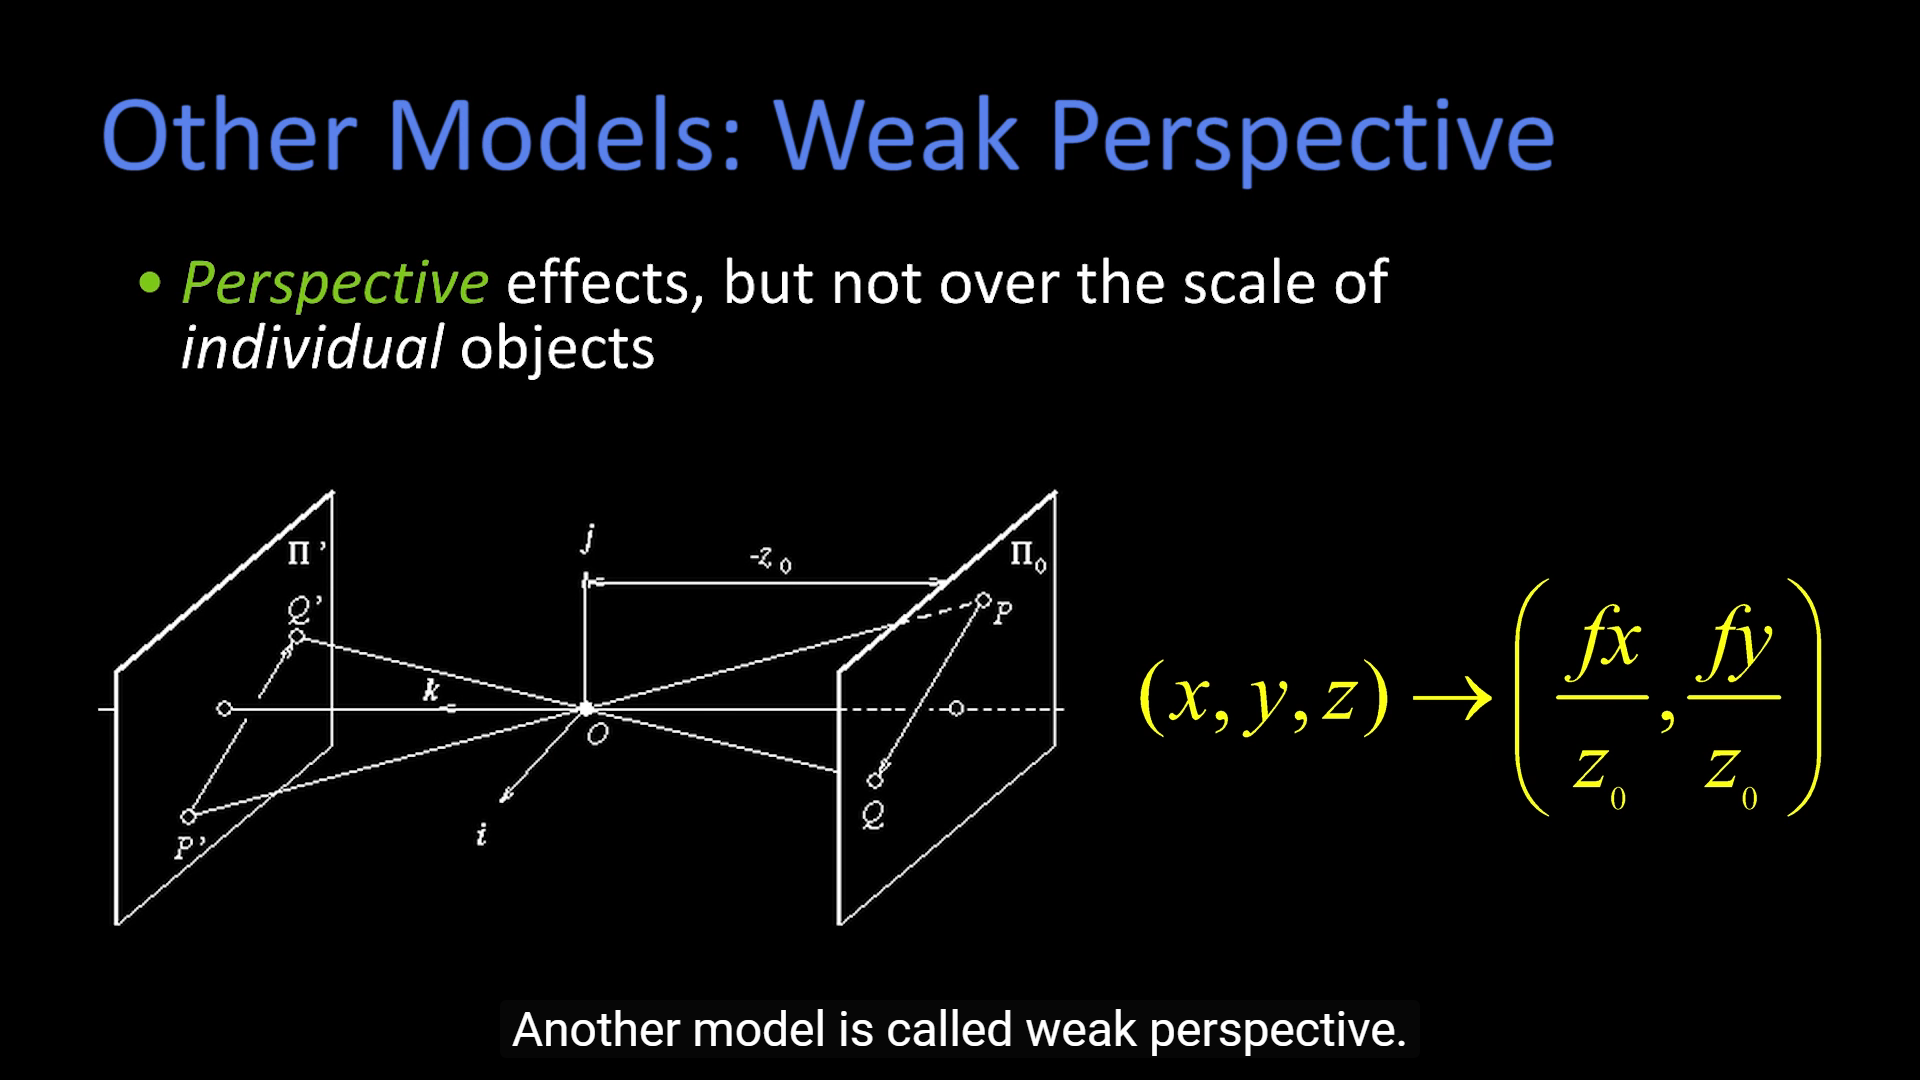 Other Models: Weak Perspective
• Perspective effects, but not over the scale of
individual objects
Π’
Q’
k
P’
j
O
i
-z₀
Π₀
P
Q
(x, y, z) → (fx/z₀, fy/z₀)
Another model is called weak perspective.